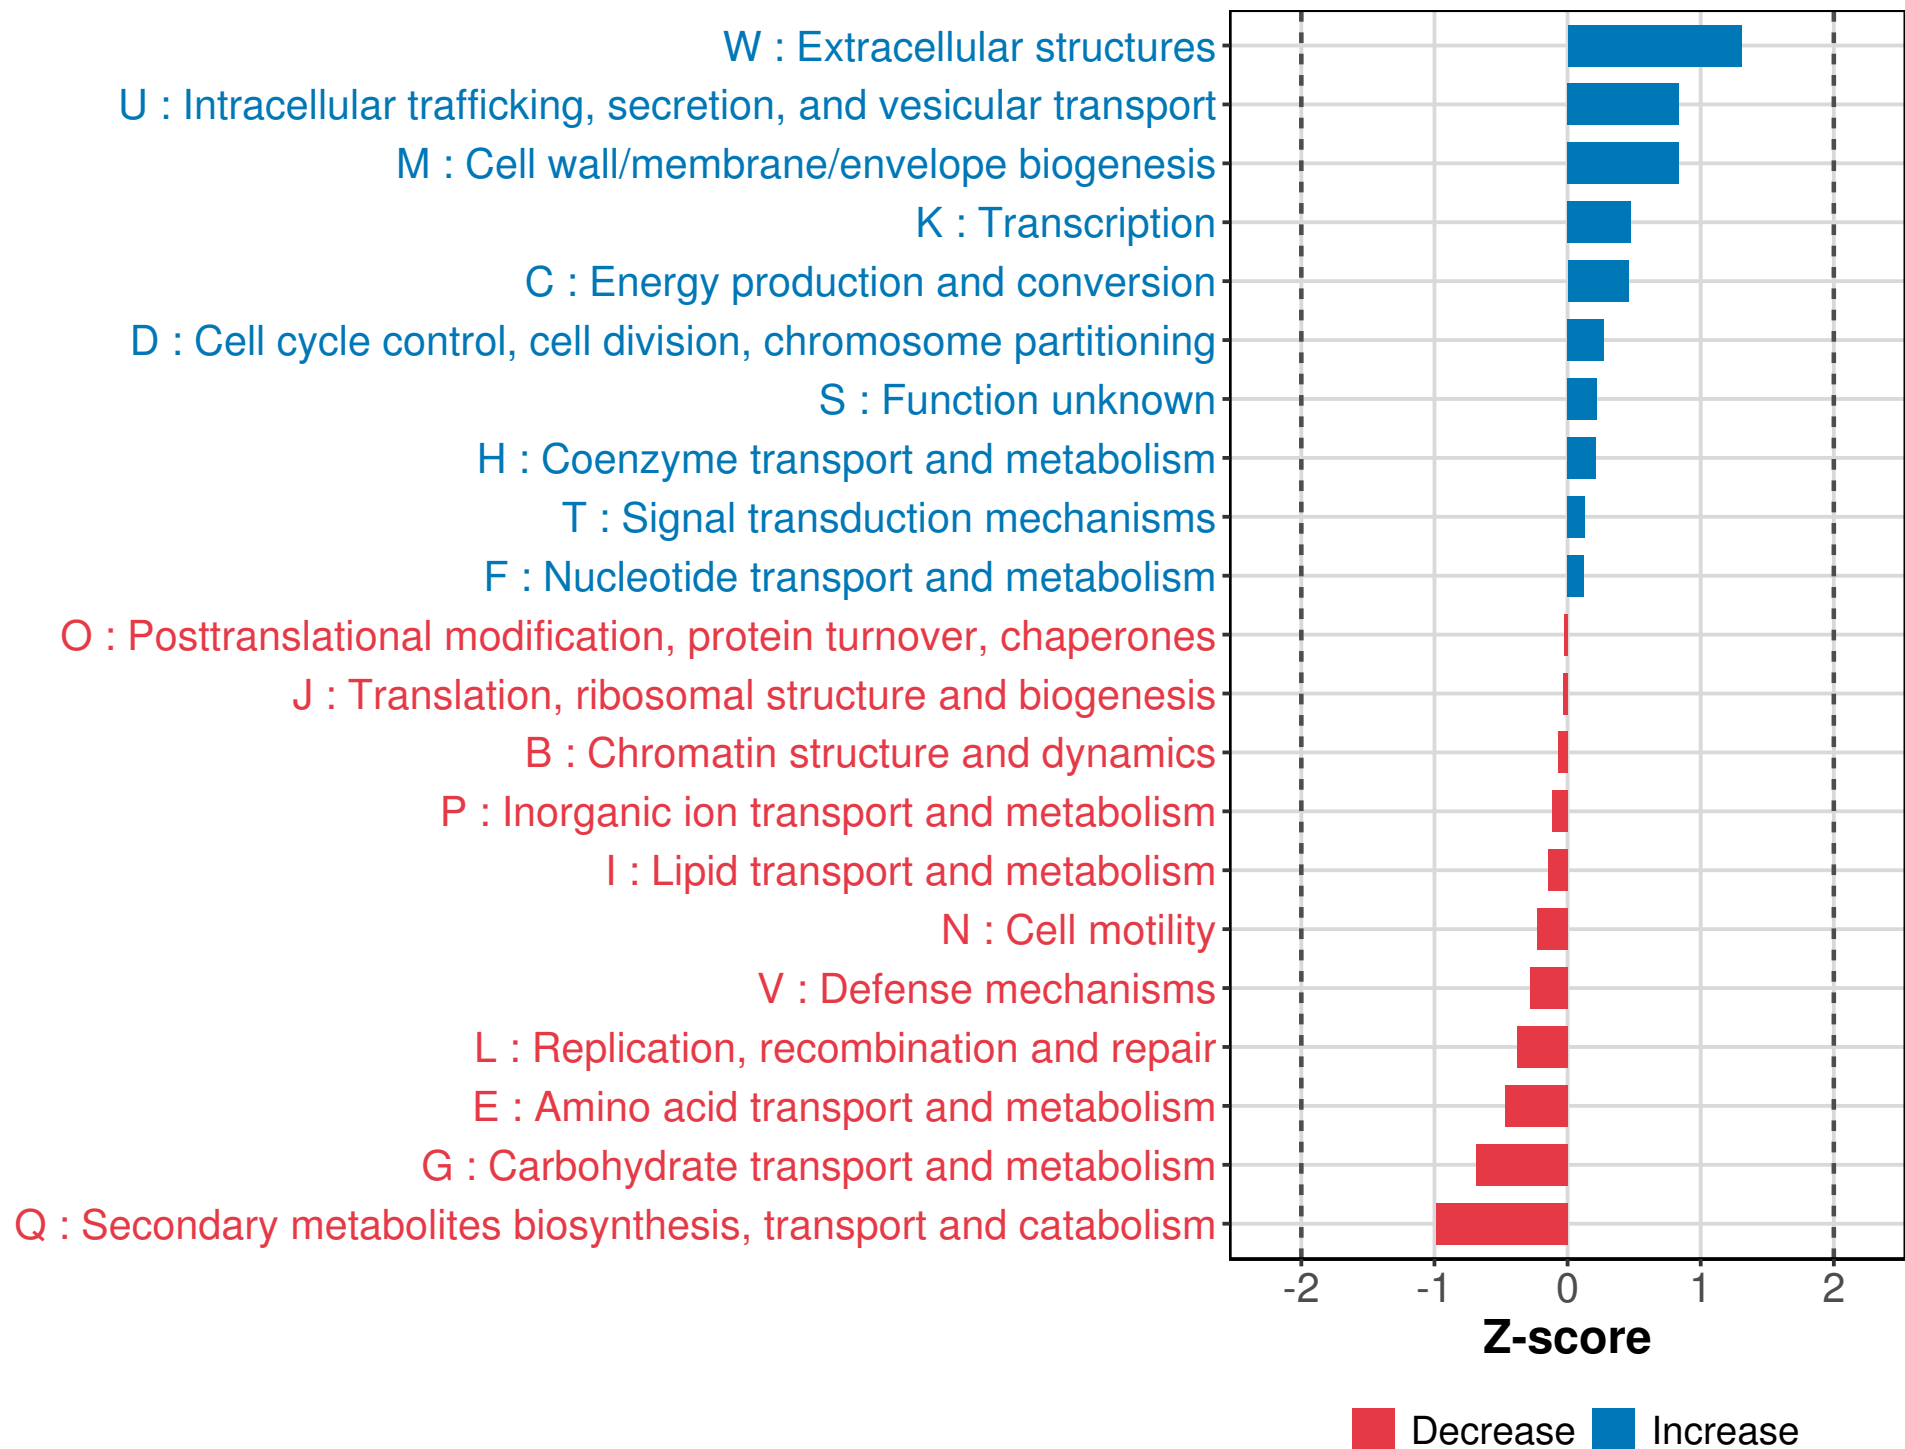 W : Extracellular structures
U : Intracellular trafficking, secretion, and vesicular transport
M : Cell wall/membrane/envelope biogenesis
K : Transcription
C : Energy production and conversion
D : Cell cycle control, cell division, chromosome partitioning
S : Function unknown
H : Coenzyme transport and metabolism
T : Signal transduction mechanisms
F : Nucleotide transport and metabolism
O : Posttranslational modification, protein turnover, chaperones
J : Translation, ribosomal structure and biogenesis
B : Chromatin structure and dynamics
P : Inorganic ion transport and metabolism
I : Lipid transport and metabolism
N : Cell motility
V : Defense mechanisms
L : Replication, recombination and repair
E : Amino acid transport and metabolism
G : Carbohydrate transport and metabolism
Q : Secondary metabolites biosynthesis, transport and catabolism
-2 -1 0 1 2
Z-score
Decrease Increase